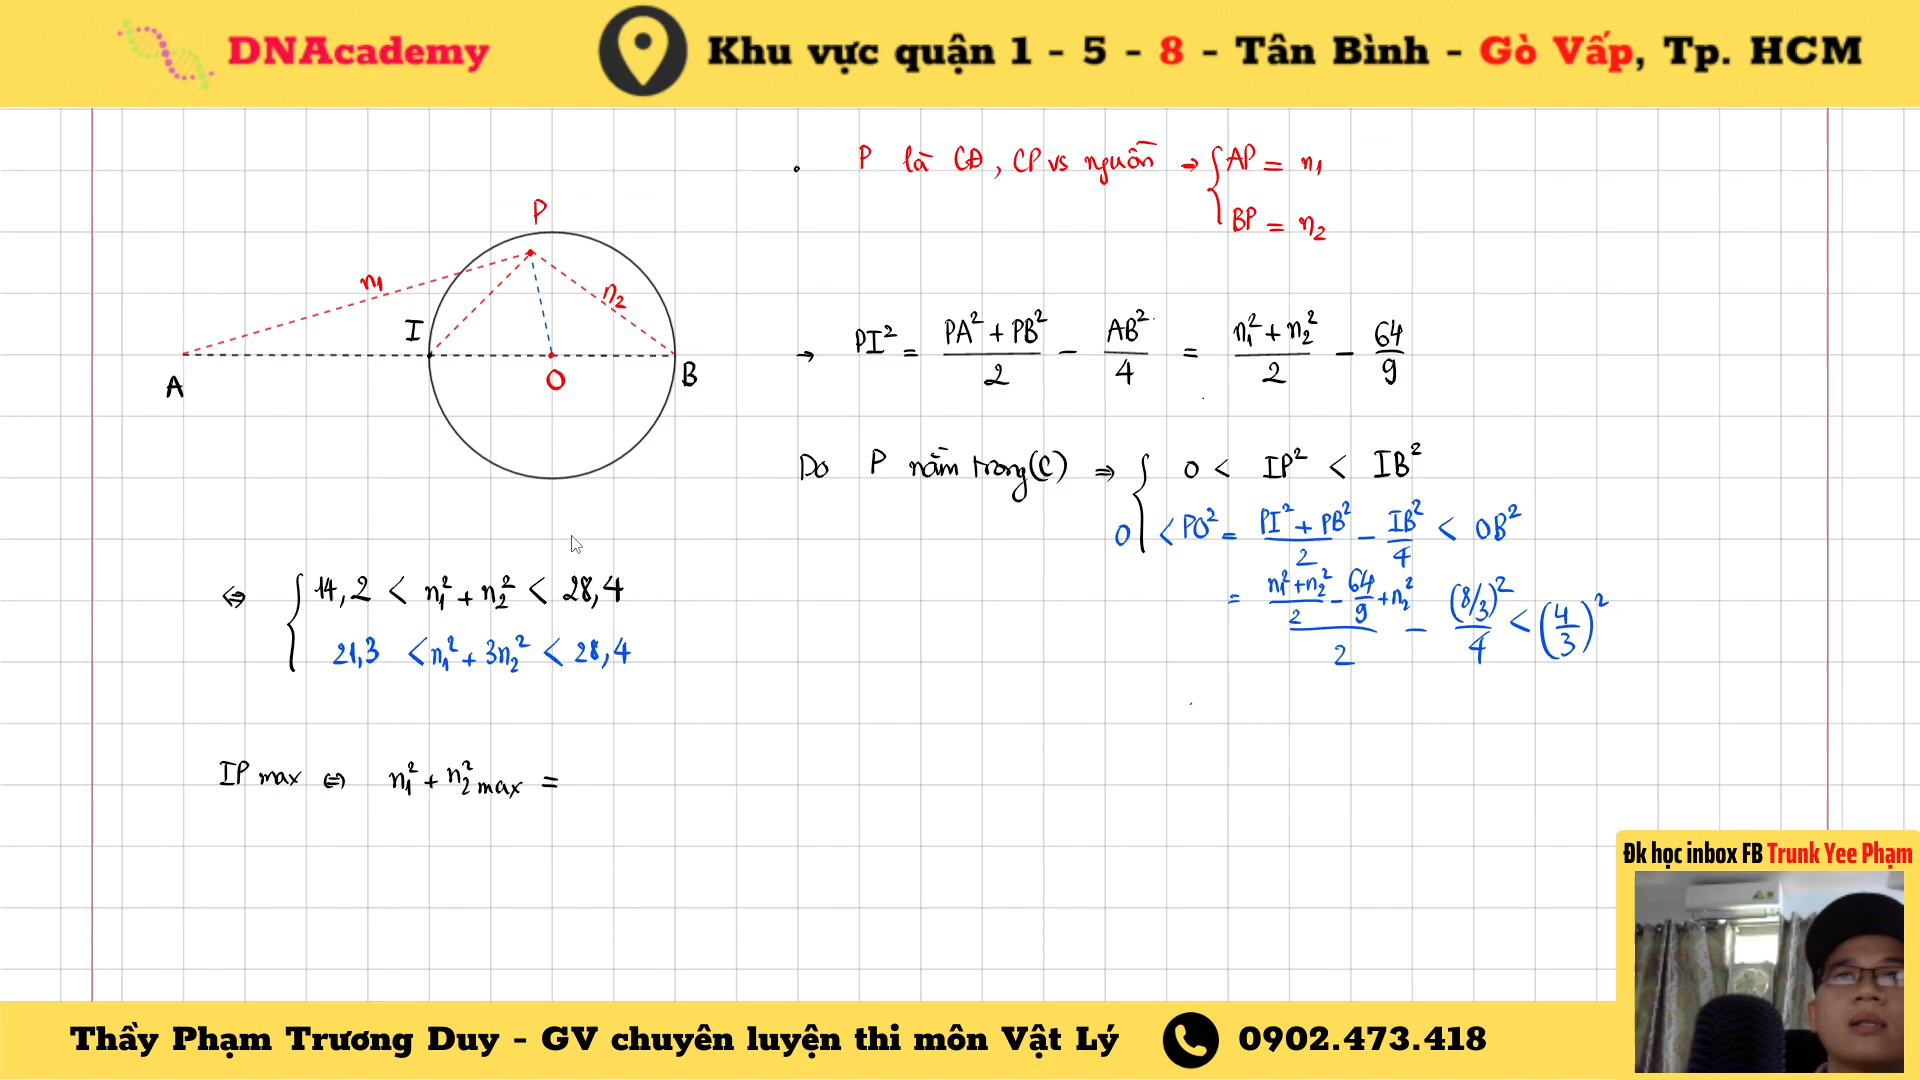 DNAcademy
Khu vực quận 1 - 5 - 8 - Tân Bình - Gò Vấp, Tp. HCM
. P là CĐ, CP vs nguồn → { AP = n₁
BP = n₂
P
n₁
n₂
I
A
O
B
→ PI² = (PA² + PB²)/2 - AB²/4 = (n₁² + n₂²)/2 - 64/9
Do P nằm trong (C) ⇒ { 0 < IP² < IB²
0 < PO² = (PI² + PB²)/2 - IB²/4 < OB²
= ((n₁² + n₂²)/2 - 64/9 + n₂²)/2 - (8/3)²/4 < (4/3)²
⇔ { 14,2 < n₁² + n₂² < 28,4
21,3 < n₁² + 3n₂² < 28,4
IP max ⇔ n₁² + n₂² max =
Đk học inbox FB Trunk Yee Phạm
Thầy Phạm Trương Duy - GV chuyên luyện thi môn Vật Lý
0902.473.418